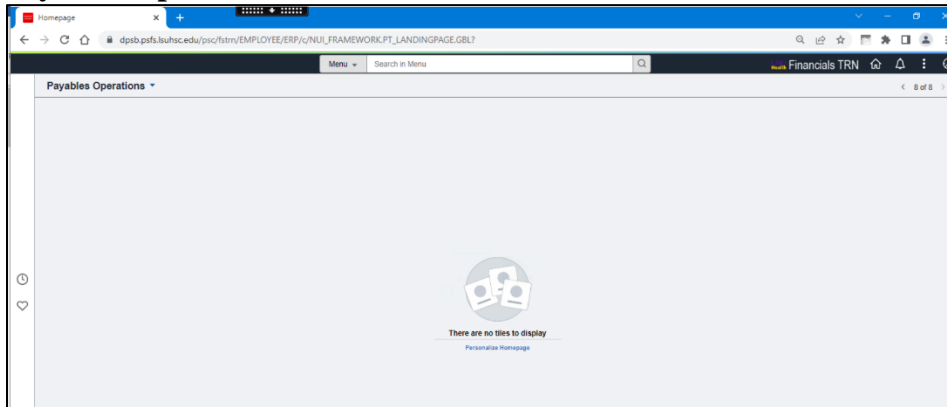 Homepage
dpsb.psfs.lsuhsc.edu/psc/fstrn/EMPLOYEE/ERP/c/NUI_FRAMEWORK.PT_LANDINGPAGE.GBL?
Menu Search in Menu Financials TRN
Payables Operations 8 of 8
There are no tiles to display
Personalize Homepage